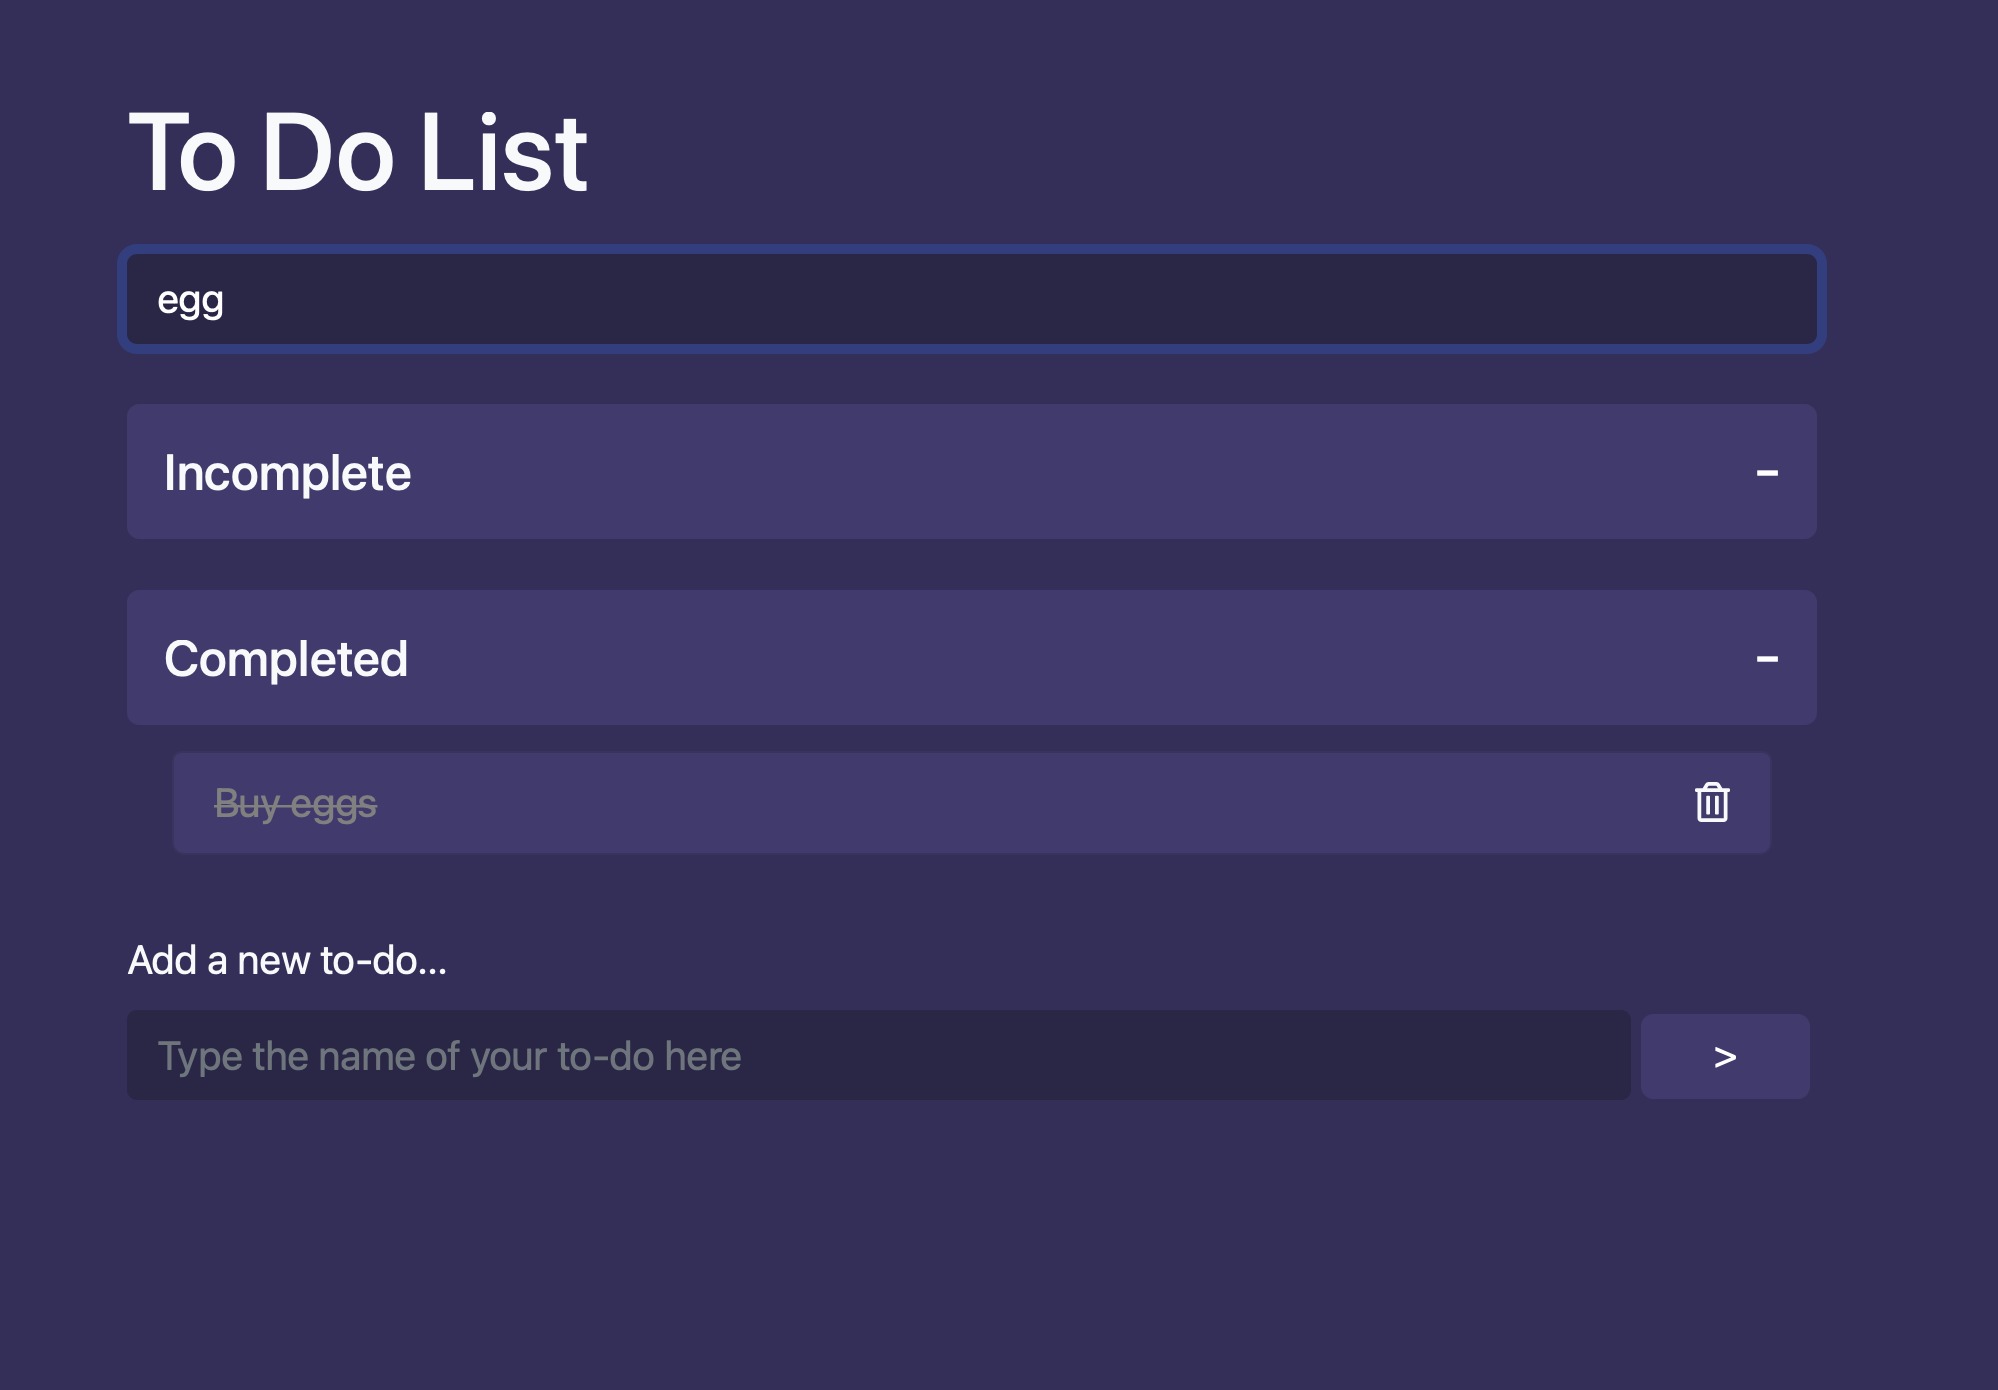 To Do List
egg
Incomplete -
Completed -
Buy eggs
Add a new to-do...
Type the name of your to-do here >